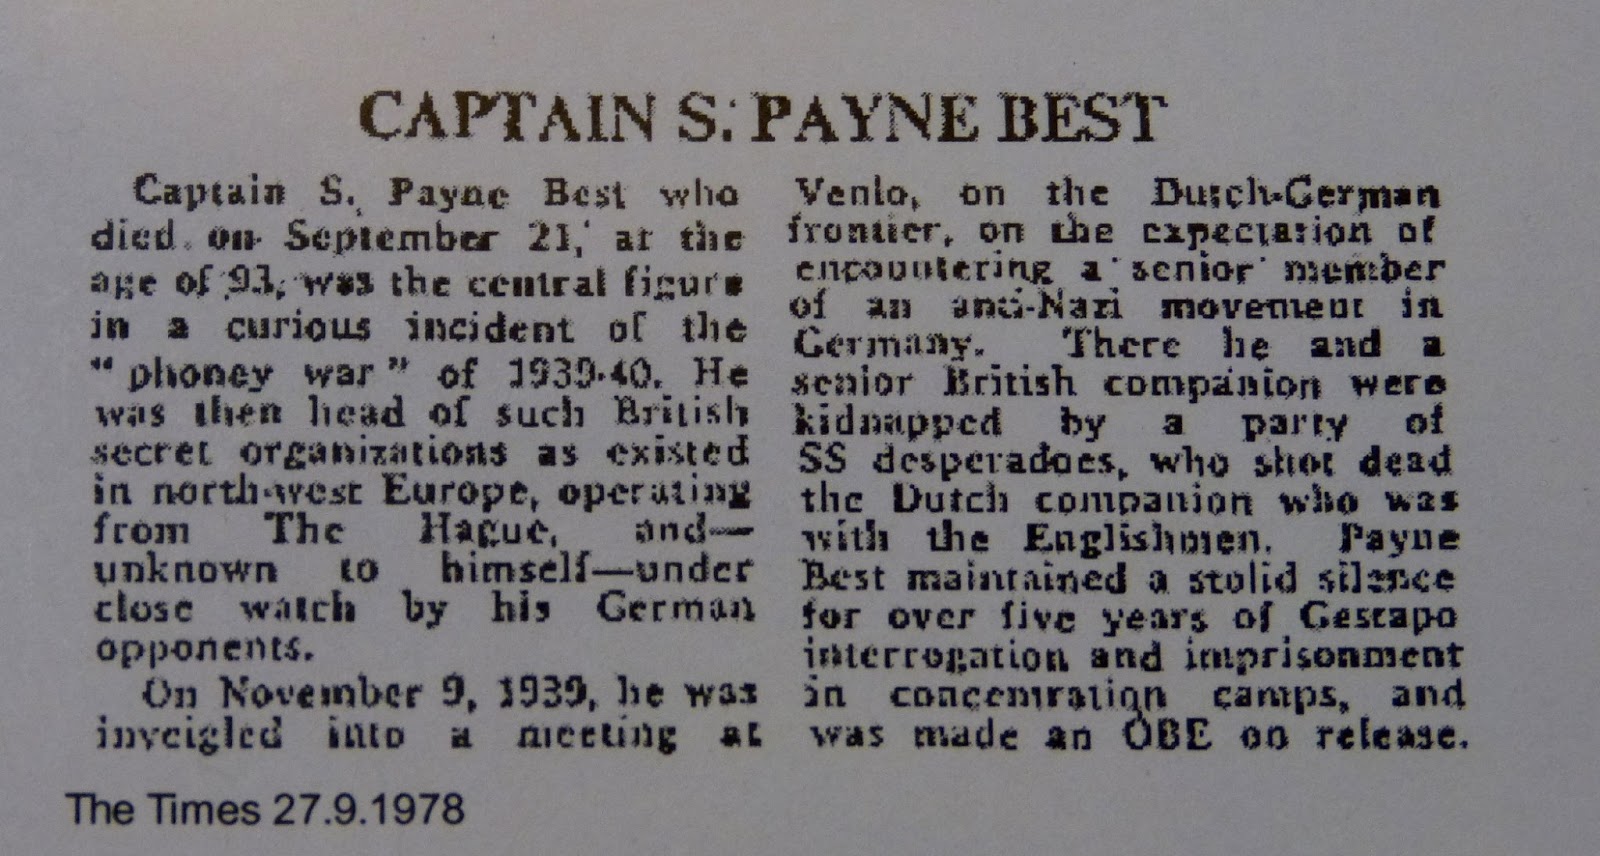 CAPTAIN S. PAYNE BEST
Captain S. Payne Best who
died on September 21, at the
age of 93, was the central figure
in a curious incident of the
"phoney war" of 1939-40. He
was then head of such British
secret organizations as existed
in north-west Europe, operating
from The Hague, and—
unknown to himself—under
close watch by his German
opponents.
On November 9, 1939, he was
inveigled into a meeting at
Venlo, on the Dutch-German
frontier, on the expectation of
encountering a senior member
of an anti-Nazi movement in
Germany. There he and a
senior British companion were
kidnapped by a party of
SS desperadoes, who shot dead
the Dutch companion who was
with the Englishmen. Payne
Best maintained a stolid silence
for over five years of Gestapo
interrogation and imprisonment
in concentration camps, and
was made an OBE on release.
The Times 27.9.1978